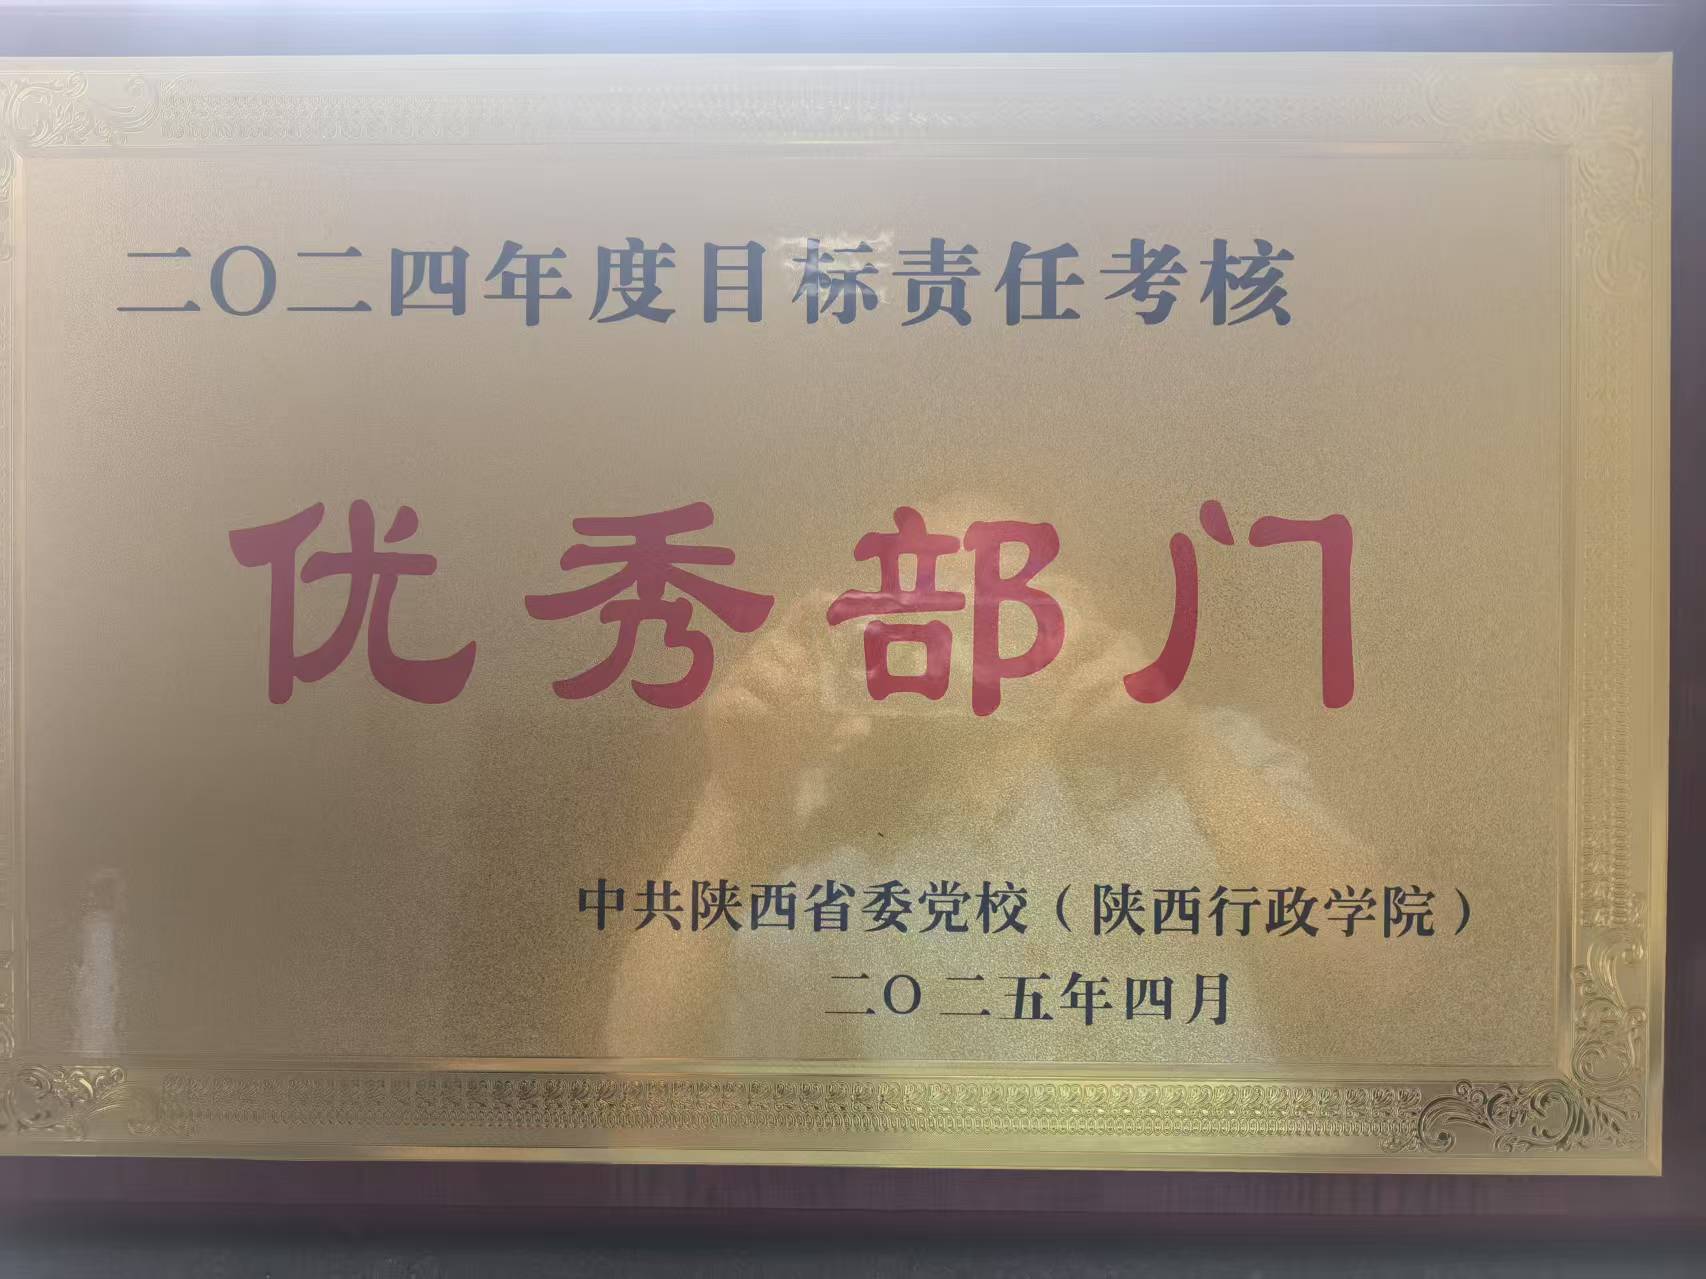 二〇二四年度目标责任考核
优秀部门
中共陕西省委党校（陕西行政学院）
二〇二五年四月